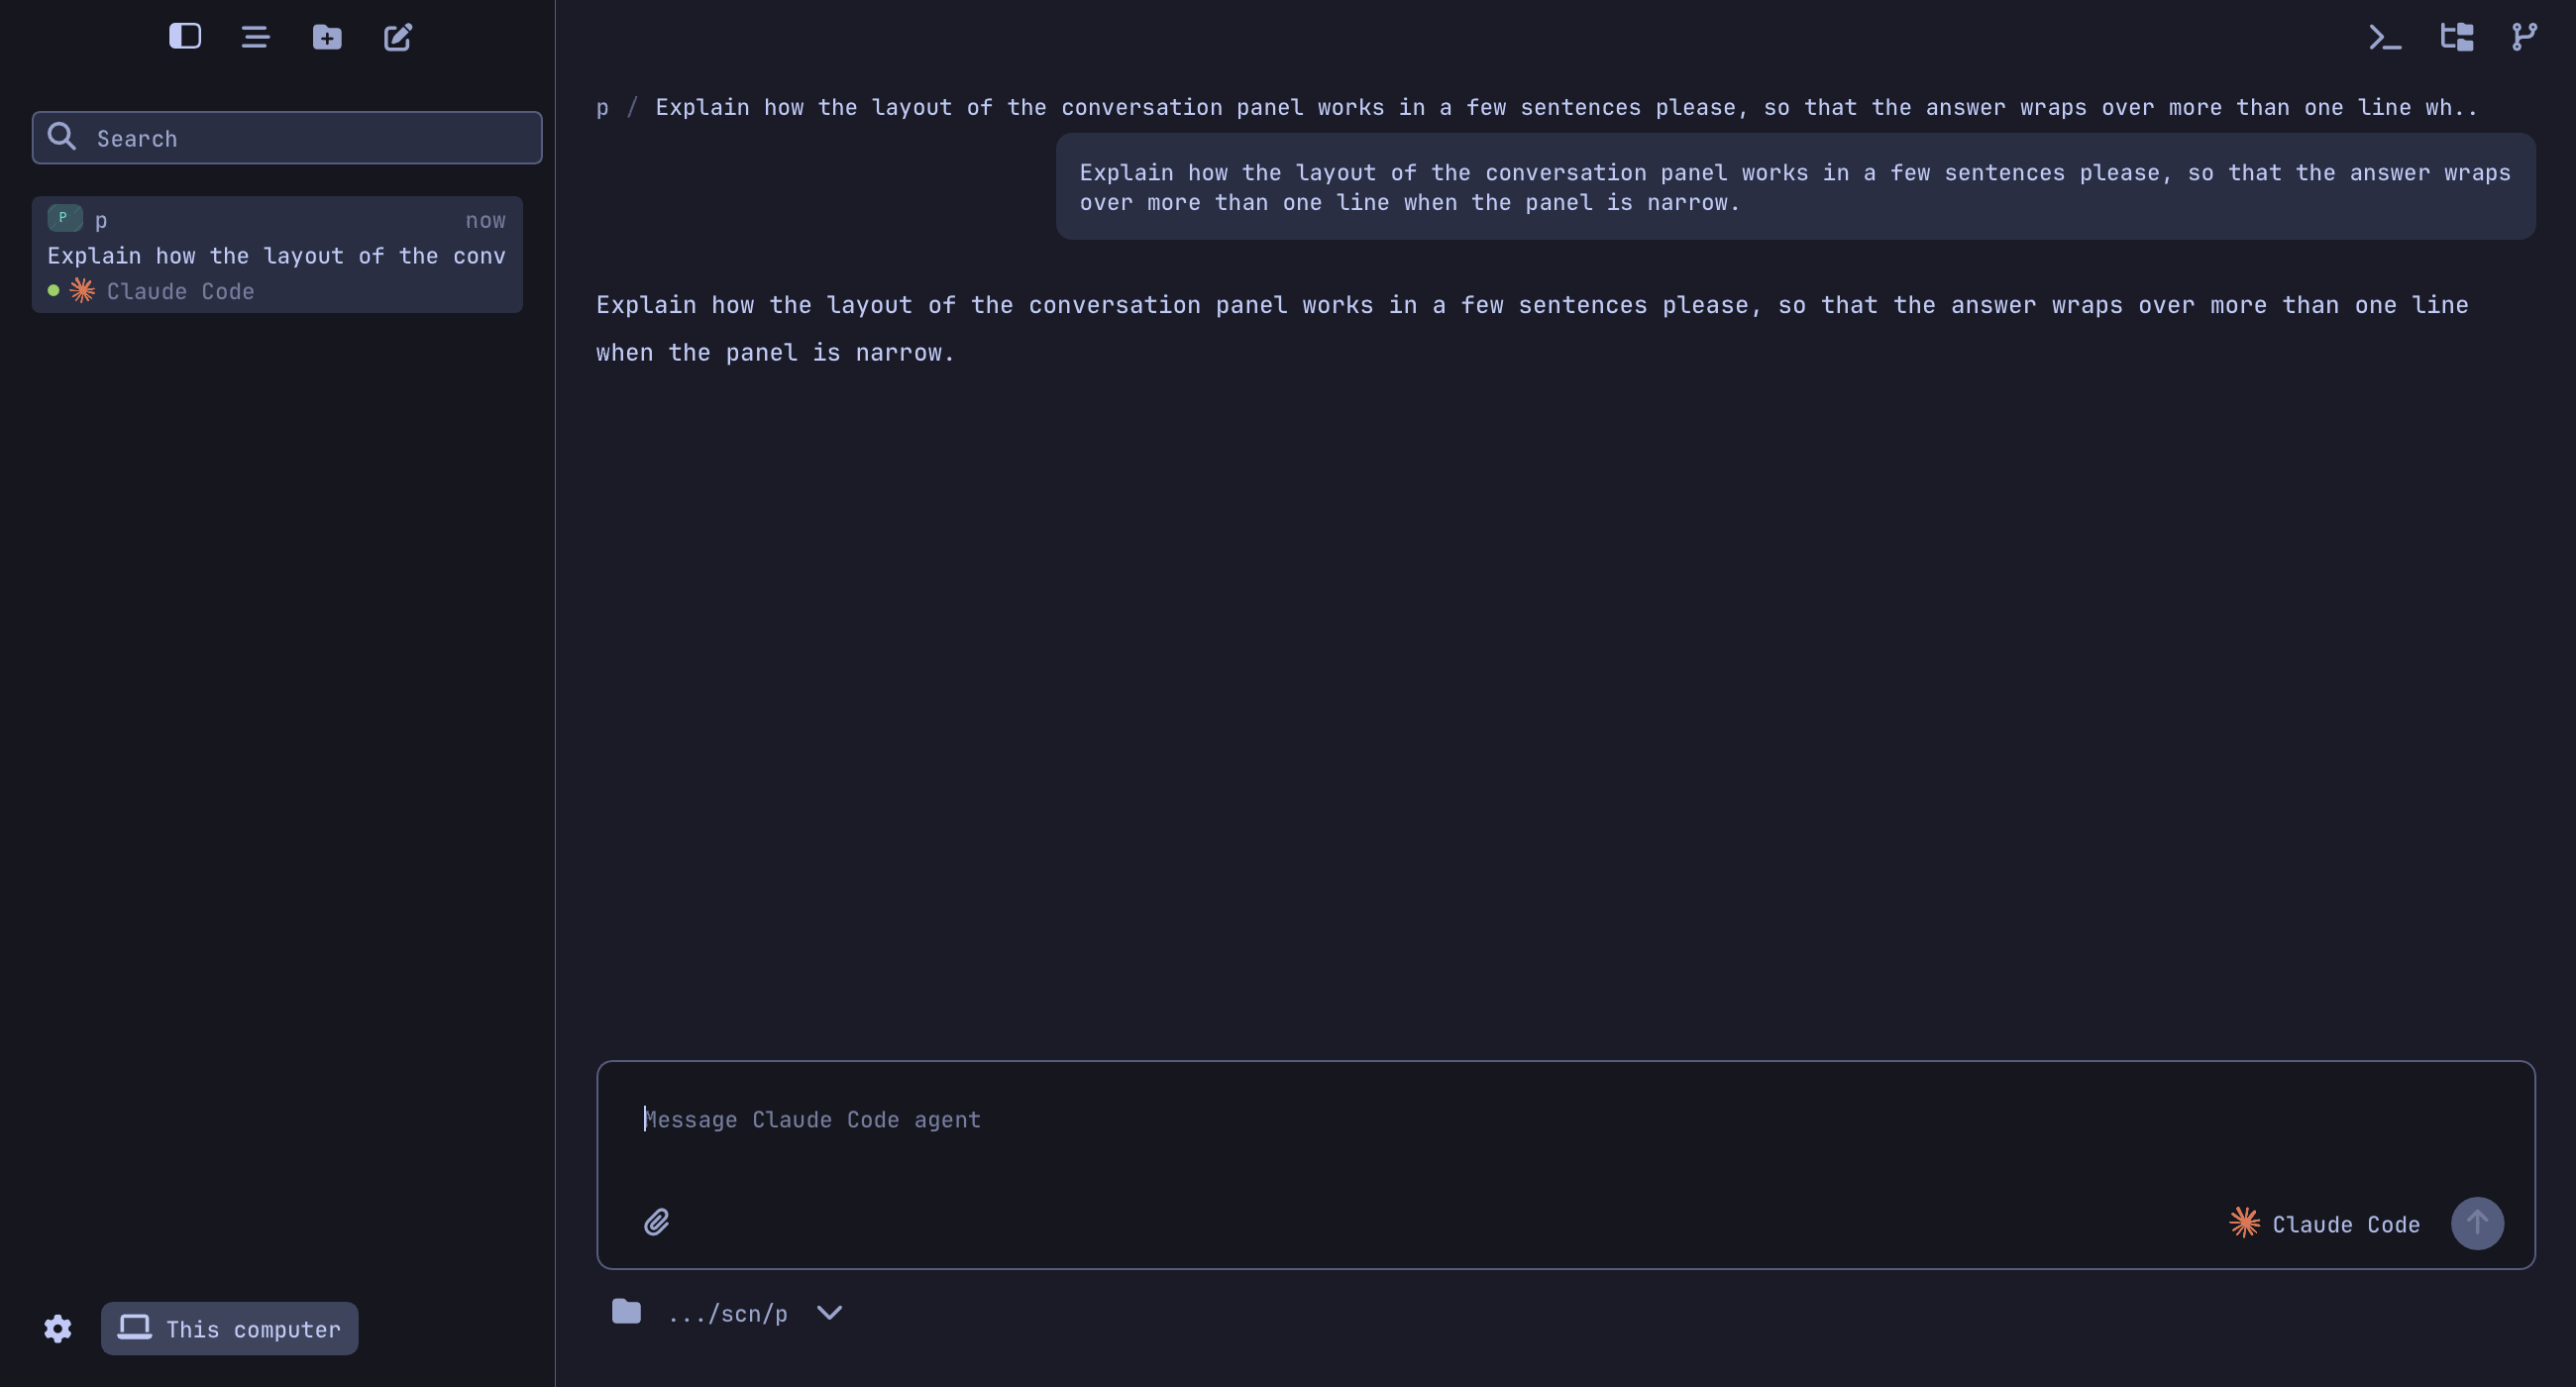 Search
P p now
Explain how the layout of the conv
Claude Code
This computer
p / Explain how the layout of the conversation panel works in a few sentences please, so that the answer wraps over more than one line wh..
Explain how the layout of the conversation panel works in a few sentences please, so that the answer wraps
over more than one line when the panel is narrow.
Explain how the layout of the conversation panel works in a few sentences please, so that the answer wraps over more than one line
when the panel is narrow.
Message Claude Code agent
Claude Code
.../scn/p